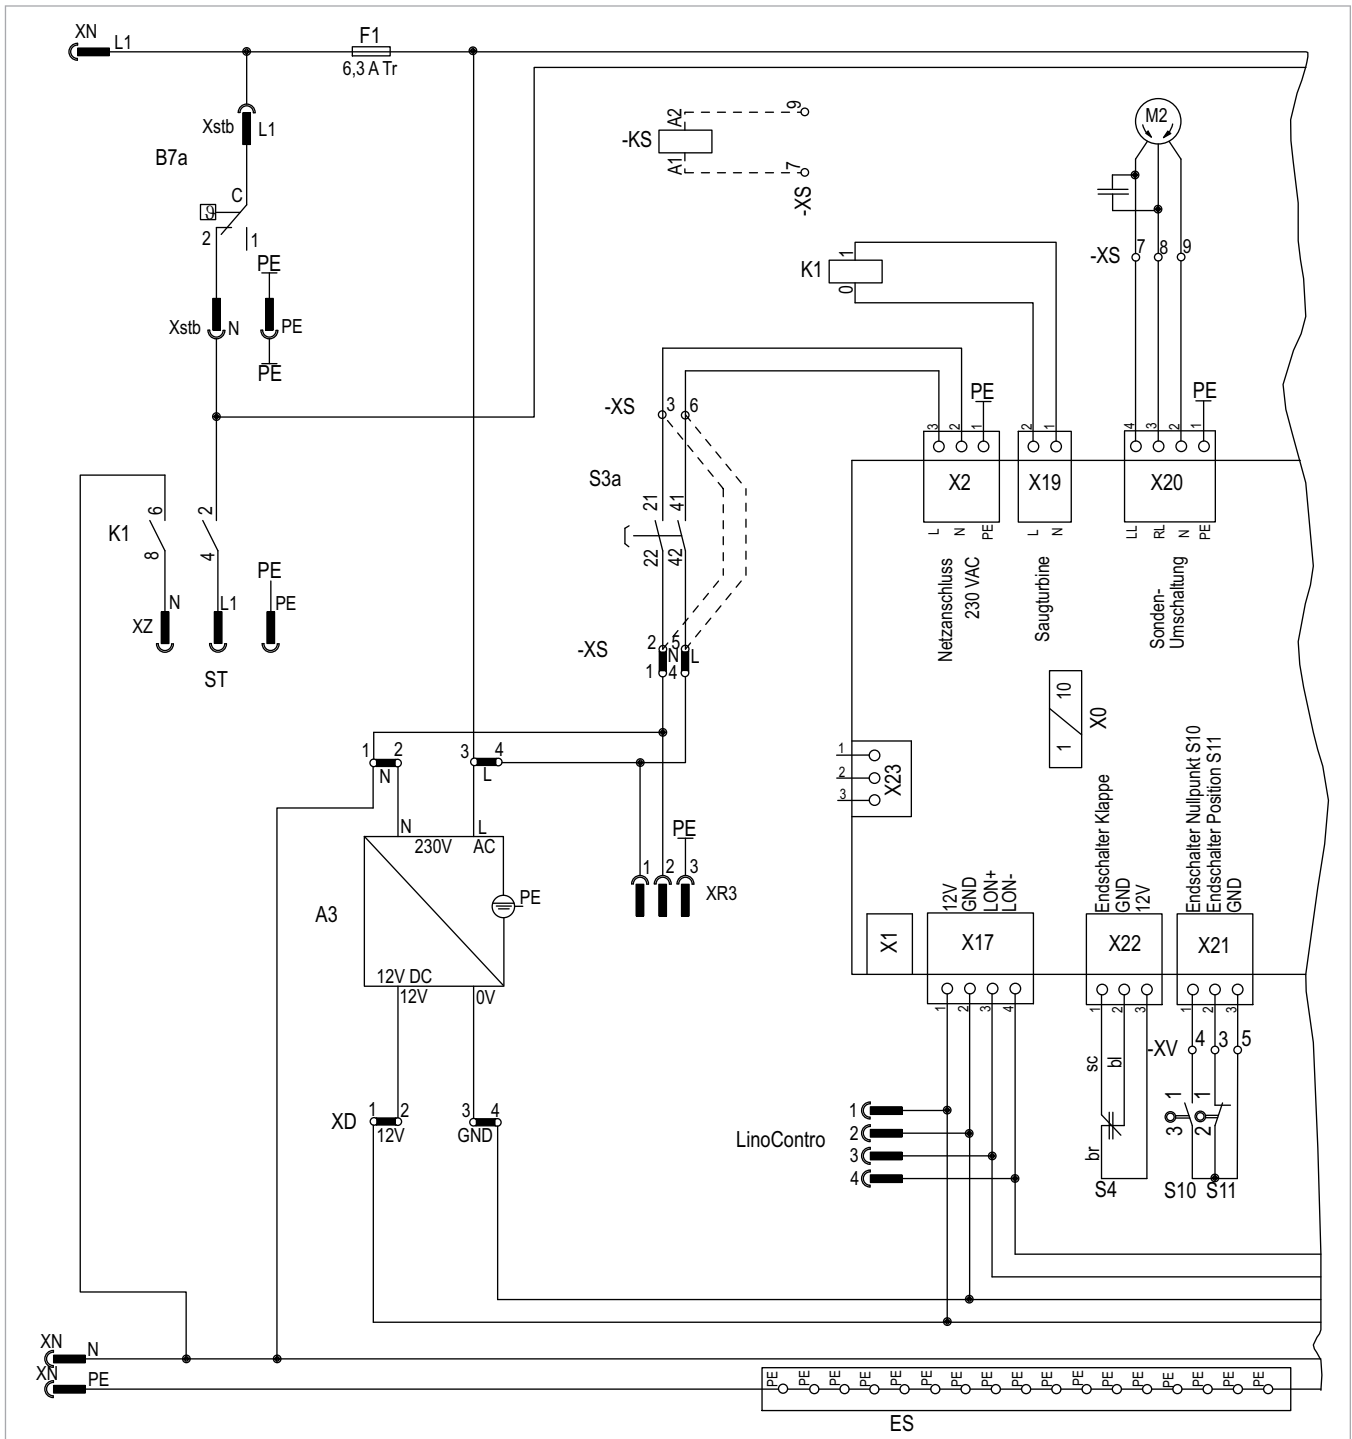 XN
L1
F1
6,3 A Tr
Xstb
L1
B7a
C
9
2
1
PE
Xstb
N
PE
PE
K1
6
8
2
4
PE
N
L1
PE
XZ
ST
-KS
A2
A1
9
7
-XS
K1
1
0
M2
-XS
7
8
9
-XS
3
6
S3a
21
41
22
42
-XS
2
5
N
L
1
4
3
2
1
PE
X2
L
N
PE
Netzanschluss
230 VAC
2
1
X19
L
N
Saugturbine
4
3
2
1
PE
X20
LL
RL
N
PE
Sonden-
Umschaltung
1
10
X0
1
2
3
X23
1
2
N
3
4
L
N
230V
L
AC
A3
PE
12V DC
12V
0V
1
2
3
PE
XR3
XD
1
2
12V
3
4
GND
X1
12V
GND
LON+
LON-
X17
1
2
3
4
Endschalter Klappe
GND
12V
X22
1
2
3
Endschalter Nullpunkt S10
Endschalter Position S11
GND
X21
1
2
3
sc
bl
br
S4
-XV
4
3
5
1
3
1
2
S10
S11
LinoContro
1
2
3
4
XN
N
XN
PE
PE PE PE PE PE PE PE PE PE PE PE PE PE PE PE PE PE
ES